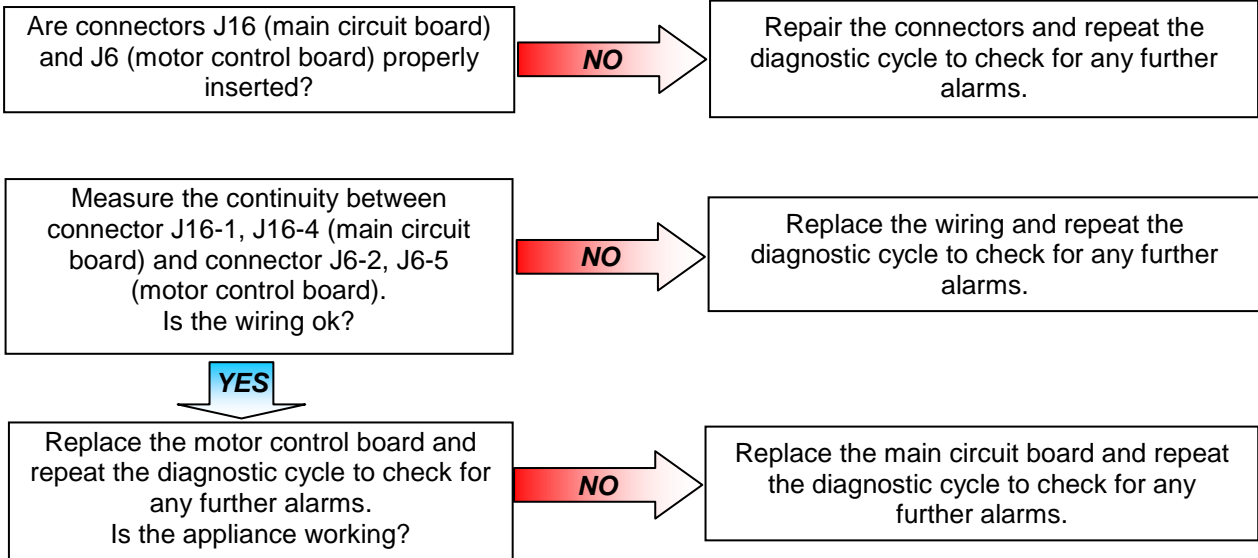 Are connectors J16 (main circuit board)
and J6 (motor control board) properly
inserted?
NO
Repair the connectors and repeat the
diagnostic cycle to check for any further
alarms.
Measure the continuity between
connector J16-1, J16-4 (main circuit
board) and connector J6-2, J6-5
(motor control board).
Is the wiring ok?
NO
Replace the wiring and repeat the
diagnostic cycle to check for any further
alarms.
YES
Replace the motor control board and
repeat the diagnostic cycle to check for
any further alarms.
Is the appliance working?
NO
Replace the main circuit board and repeat
the diagnostic cycle to check for any
further alarms.